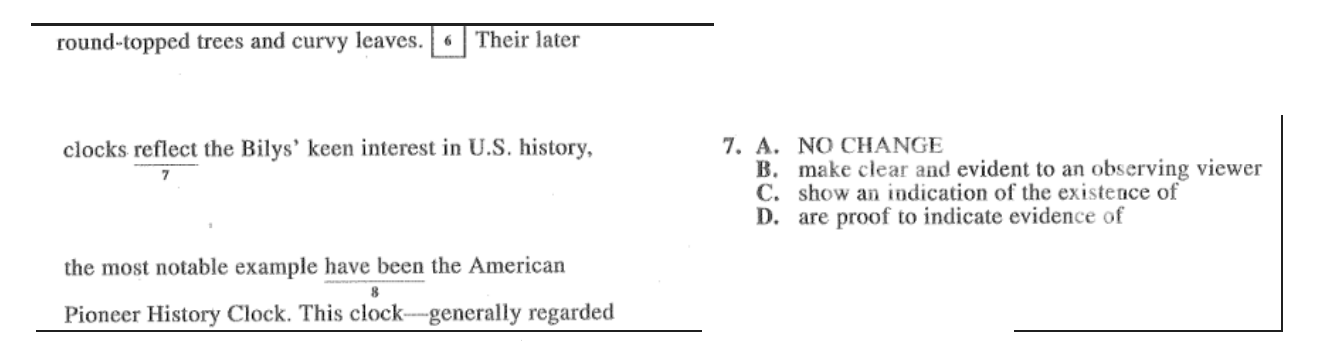 round-topped trees and curvy leaves. 6 Their later
clocks reflect the Bilys' keen interest in U.S. history,
7
the most notable example have been the American
8
Pioneer History Clock. This clock—generally regarded
7. A. NO CHANGE
B. make clear and evident to an observing viewer
C. show an indication of the existence of
D. are proof to indicate evidence of